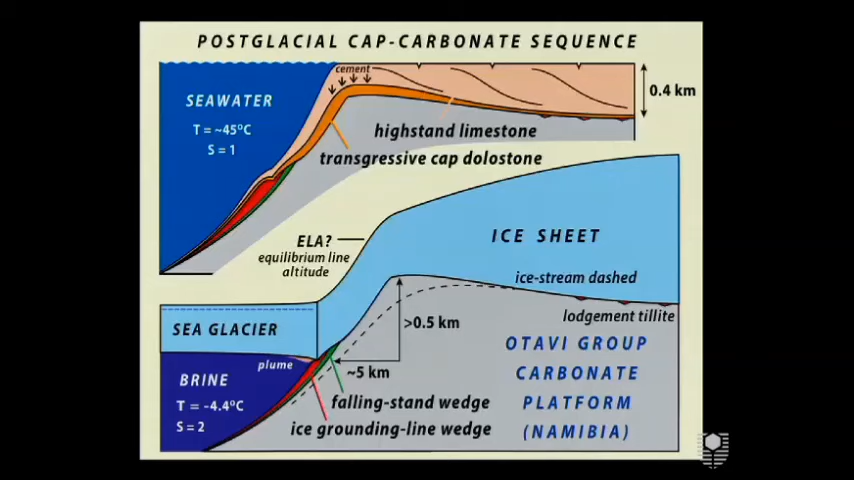 POSTGLACIAL CAP-CARBONATE SEQUENCE
cement
SEAWATER
T = ~45ºC
S = 1
0.4 km
highstand limestone
transgressive cap dolostone
ICE SHEET
ELA?
equilibrium line
altitude
ice-stream dashed
lodgement tillite
SEA GLACIER
>0.5 km
plume
~5 km
BRINE
T = -4.4ºC
S = 2
falling-stand wedge
ice grounding-line wedge
OTAVI GROUP
CARBONATE
PLATFORM
(NAMIBIA)